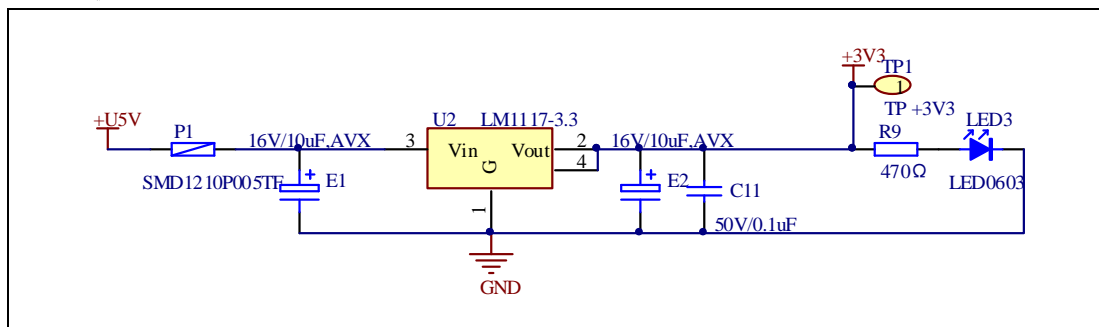 +3V3
TP1
1
TP +3V3
+U5V
P1
16V/10uF,AVX
SMD1210P005TF
E1
U2
LM1117-3.3
3
Vin
G
Vout
2
4
1
16V/10uF,AVX
E2
C11
50V/0.1uF
R9
470Ω
LED3
LED0603
GND